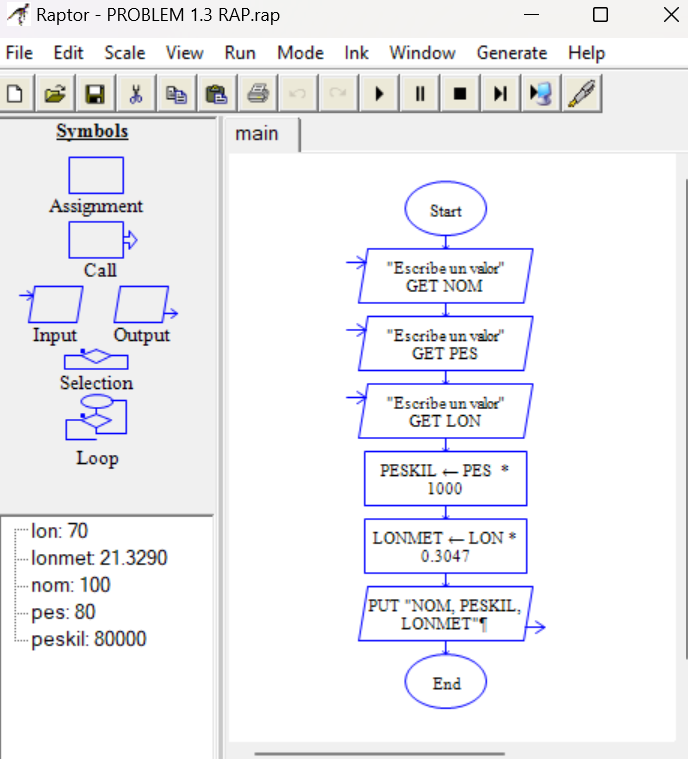 Raptor - PROBLEM 1.3 RAP.rap
File Edit Scale View Run Mode Ink Window Generate Help
Symbols
Assignment
Call
Input Output
Selection
Loop
lon: 70
lonmet: 21.3290
nom: 100
pes: 80
peskil: 80000
main
Start
"Escribe un valor"
GET NOM
"Escribe un valor"
GET PES
"Escribe un valor"
GET LON
PESKIL ← PES *
1000
LONMET ← LON *
0.3047
PUT "NOM, PESKIL,
LONMET"¶
End